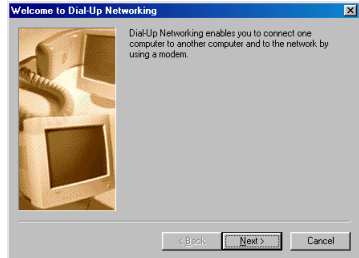 Welcome to Dial-Up Networking
Dial-Up Networking enables you to connect one
computer to another computer and to the network by
using a modem.
< Back
Next >
Cancel